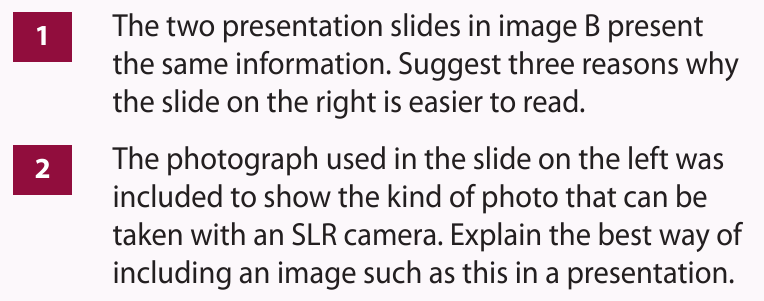 1 The two presentation slides in image B present
the same information. Suggest three reasons why
the slide on the right is easier to read.
2 The photograph used in the slide on the left was
included to show the kind of photo that can be
taken with an SLR camera. Explain the best way of
including an image such as this in a presentation.